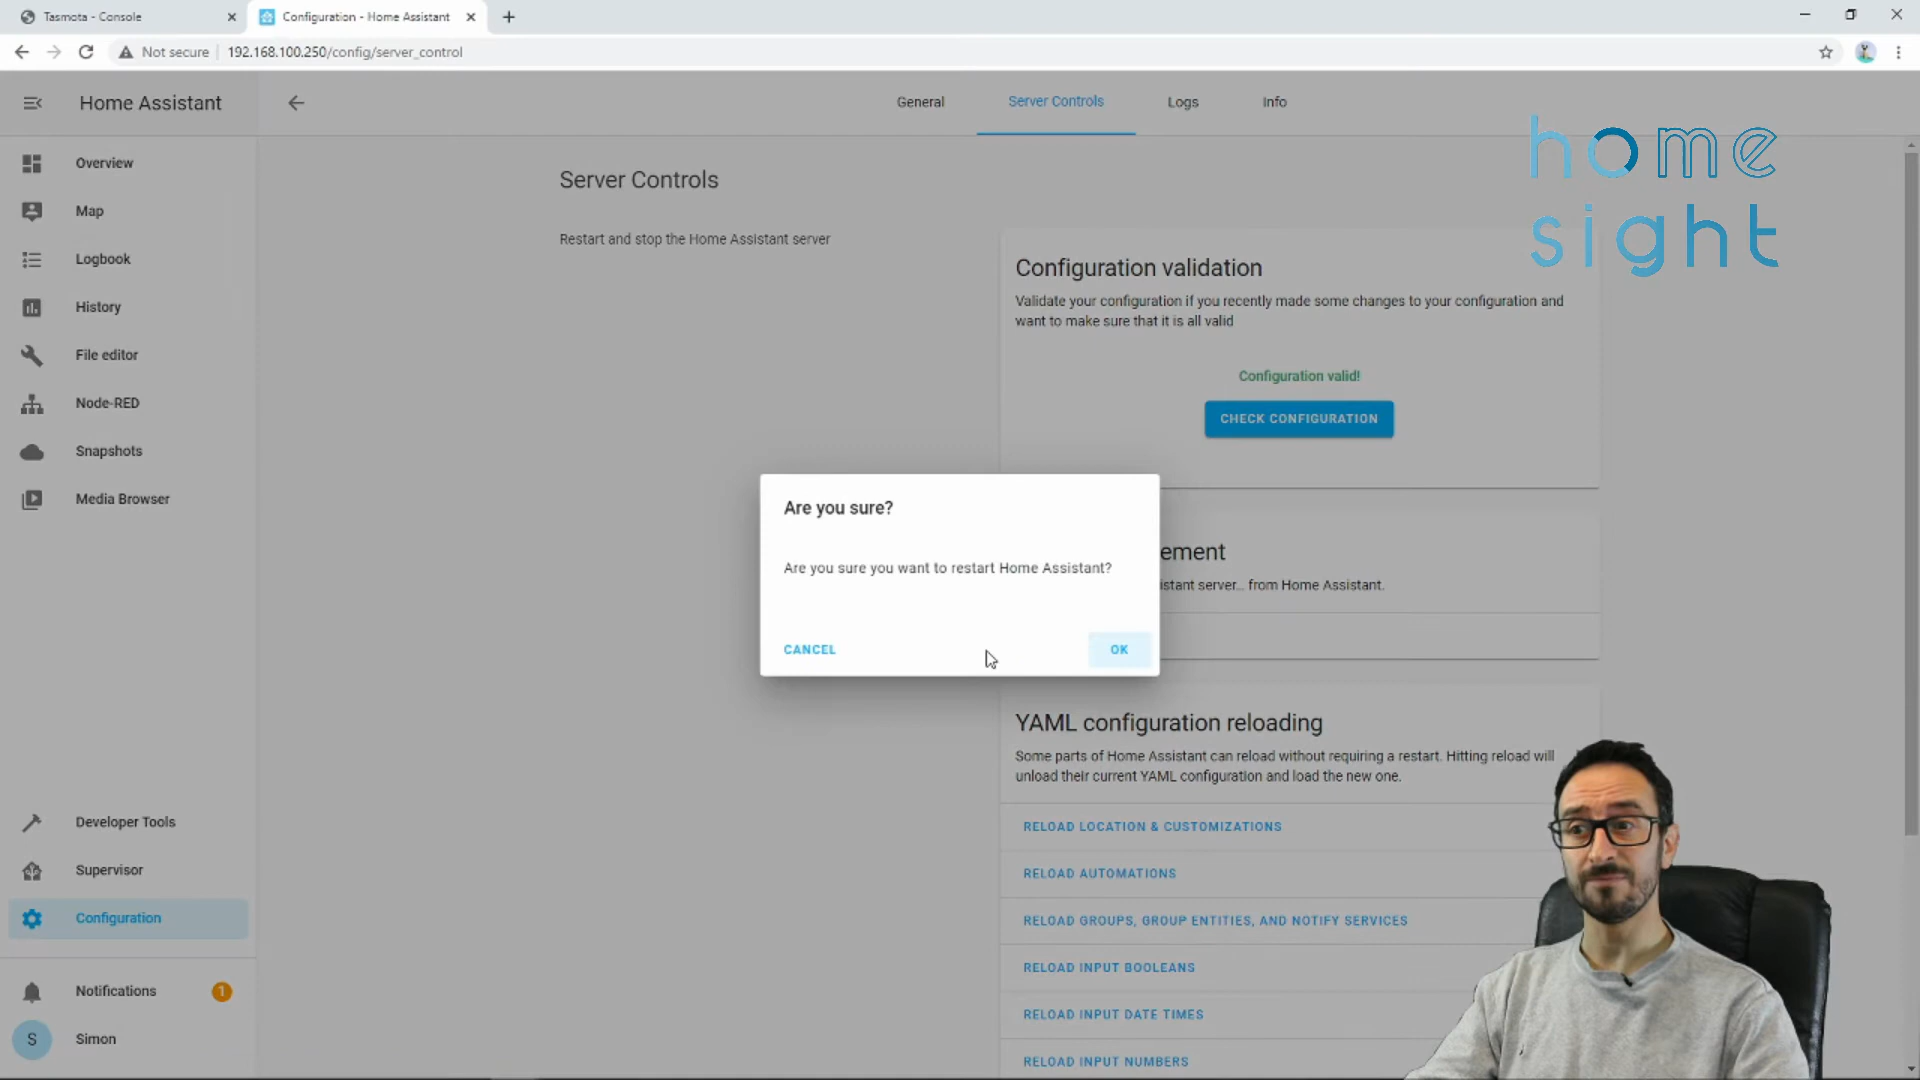 Tasmota - Console
Configuration - Home Assistant
Not secure
192.168.100.250/config/server_control
Home Assistant
General
Server Controls
Logs
Info
home
sight
Overview
Map
Logbook
History
File editor
Node-RED
Snapshots
Media Browser
Developer Tools
Supervisor
Configuration
Notifications
1
S
Simon
Server Controls
Restart and stop the Home Assistant server
Configuration validation
Validate your configuration if you recently made some changes to your configuration and
want to make sure that it is all valid
Configuration valid!
CHECK CONFIGURATION
Are you sure?
Are you sure you want to restart Home Assistant?
CANCEL
OK
ement
istant server... from Home Assistant.
YAML configuration reloading
Some parts of Home Assistant can reload without requiring a restart. Hitting reload will
unload their current YAML configuration and load the new one.
RELOAD LOCATION & CUSTOMIZATIONS
RELOAD AUTOMATIONS
RELOAD GROUPS, GROUP ENTITIES, AND NOTIFY SERVICES
RELOAD INPUT BOOLEANS
RELOAD INPUT DATE TIMES
RELOAD INPUT NUMBERS